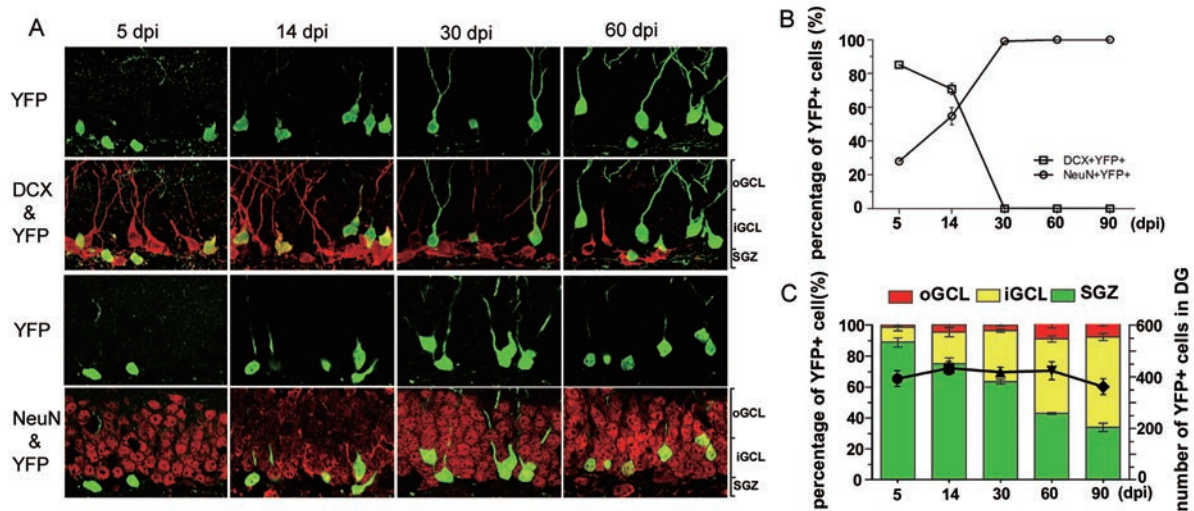 A
5 dpi 14 dpi 30 dpi 60 dpi
YFP
DCX
&
YFP
oGCL
iGCL
SGZ
YFP
NeuN
&
YFP
oGCL
iGCL
SGZ
B
percentage of YFP+ cells (%)
100
80
60
40
20
0
DCX+YFP+
NeuN+YFP+
5 14 30 60 90 (dpi)
C
oGCL iGCL SGZ
percentage of YFP+ cell(%)
100
80
60
40
20
0
600
500
400
300
200
100
0
number of YFP+ cells in DG
5 14 30 60 90 (dpi)